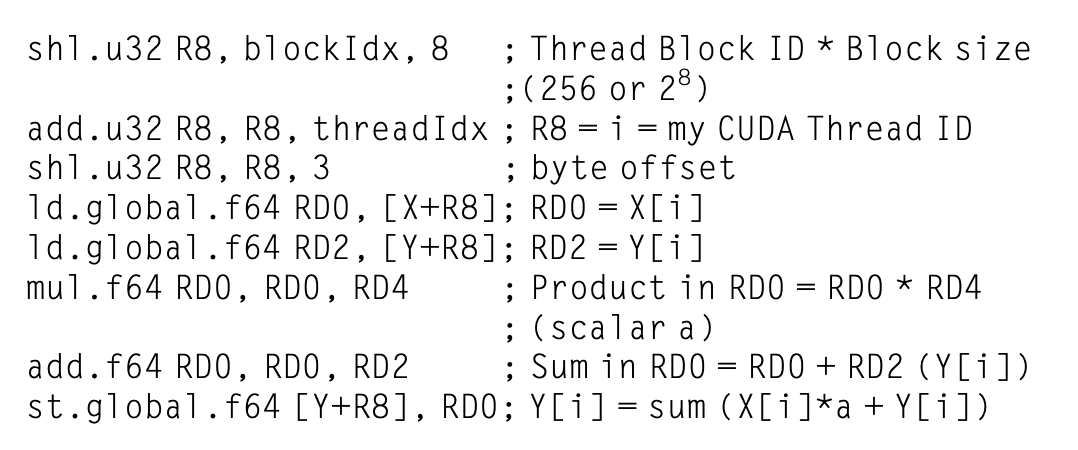 shl.u32 R8, blockIdx, 8 ; Thread Block ID * Block size
;(256 or 2⁸)
add.u32 R8, R8, threadIdx ; R8 = i = my CUDA Thread ID
shl.u32 R8, R8, 3 ; byte offset
ld.global.f64 RD0, [X+R8]; RD0 = X[i]
ld.global.f64 RD2, [Y+R8]; RD2 = Y[i]
mul.f64 RD0, RD0, RD4 ; Product in RD0 = RD0 * RD4
; (scalar a)
add.f64 RD0, RD0, RD2 ; Sum in RD0 = RD0 + RD2 (Y[i])
st.global.f64 [Y+R8], RD0; Y[i] = sum (X[i]*a + Y[i])